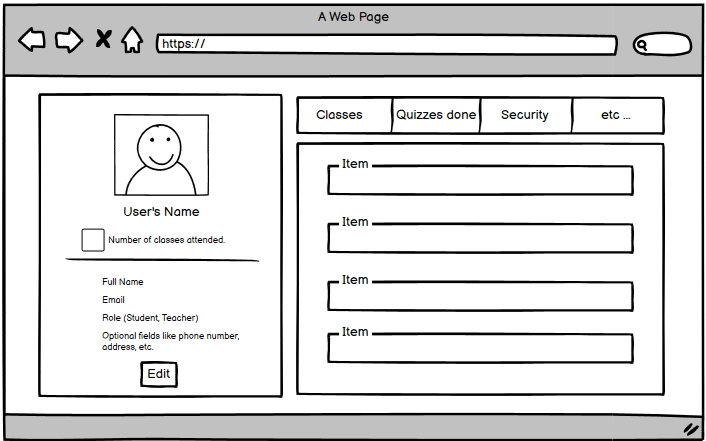 A Web Page
https://
User's Name
Number of classes attended.
Full Name
Email
Role (Student, Teacher)
Optional fields like phone number,
address, etc.
Edit
Classes Quizzes done Security etc ...
Item
Item
Item
Item